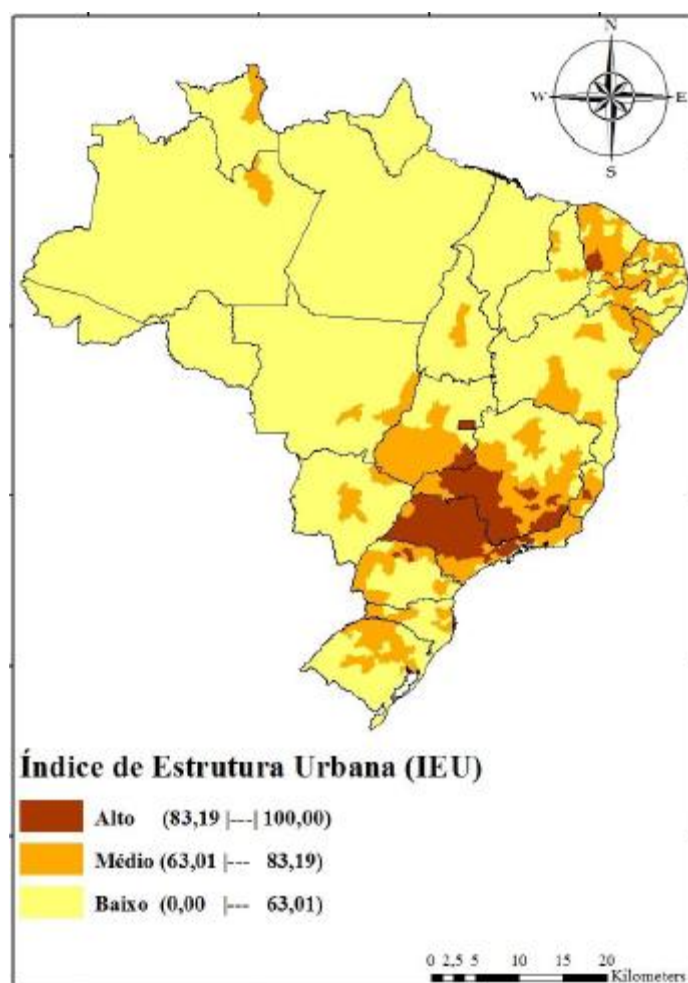 N
W E
S
Índice de Estrutura Urbana (IEU)
Alto (83,19 |---| 100,00)
Médio (63,01 |--- 83,19)
Baixo (0,00 |--- 63,01)
0 2,5 5 10 15 20
Kilometers